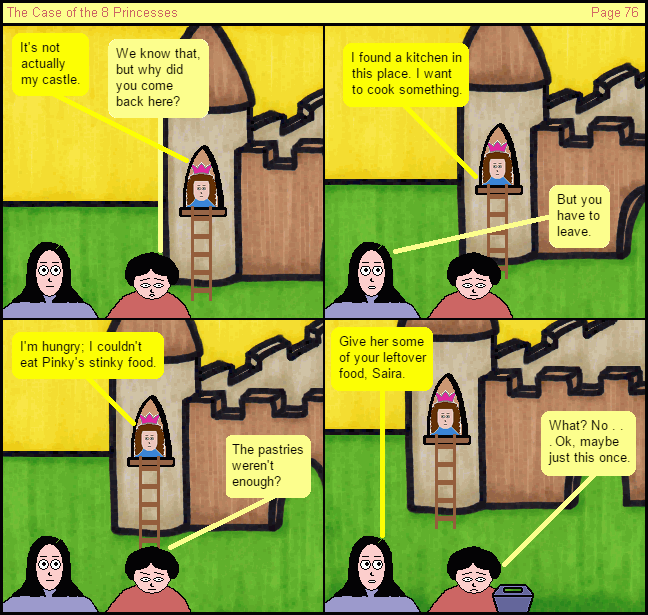 The Case of the 8 Princesses
Page 76
It's not
actually
my castle.
We know that,
but why did
you come
back here?
I found a kitchen in
this place. I want
to cook something.
But you
have to
leave.
I'm hungry; I couldn't
eat Pinky's stinky food.
The pastries
weren't
enough?
Give her some
of your leftover
food, Saira.
What? No . .
. Ok, maybe
just this once.